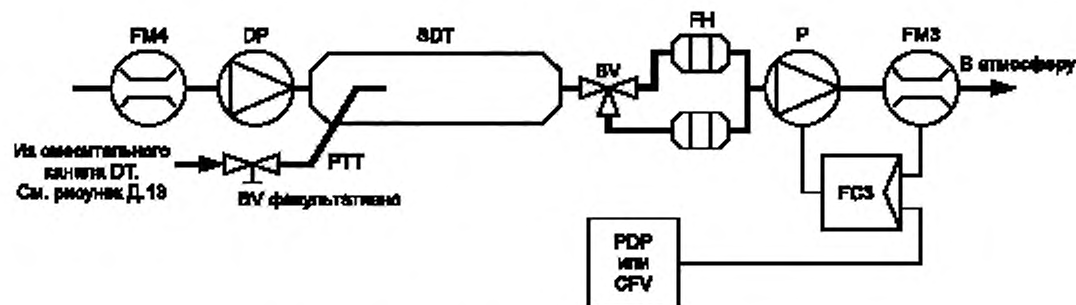 FM4
DP
SDT
BV
FH
P
FM3
В атмосферу
Из смесительного
канала DT.
См. рисунок Д.13
PTT
BV факультативно
FC3
PDP
или
CFV